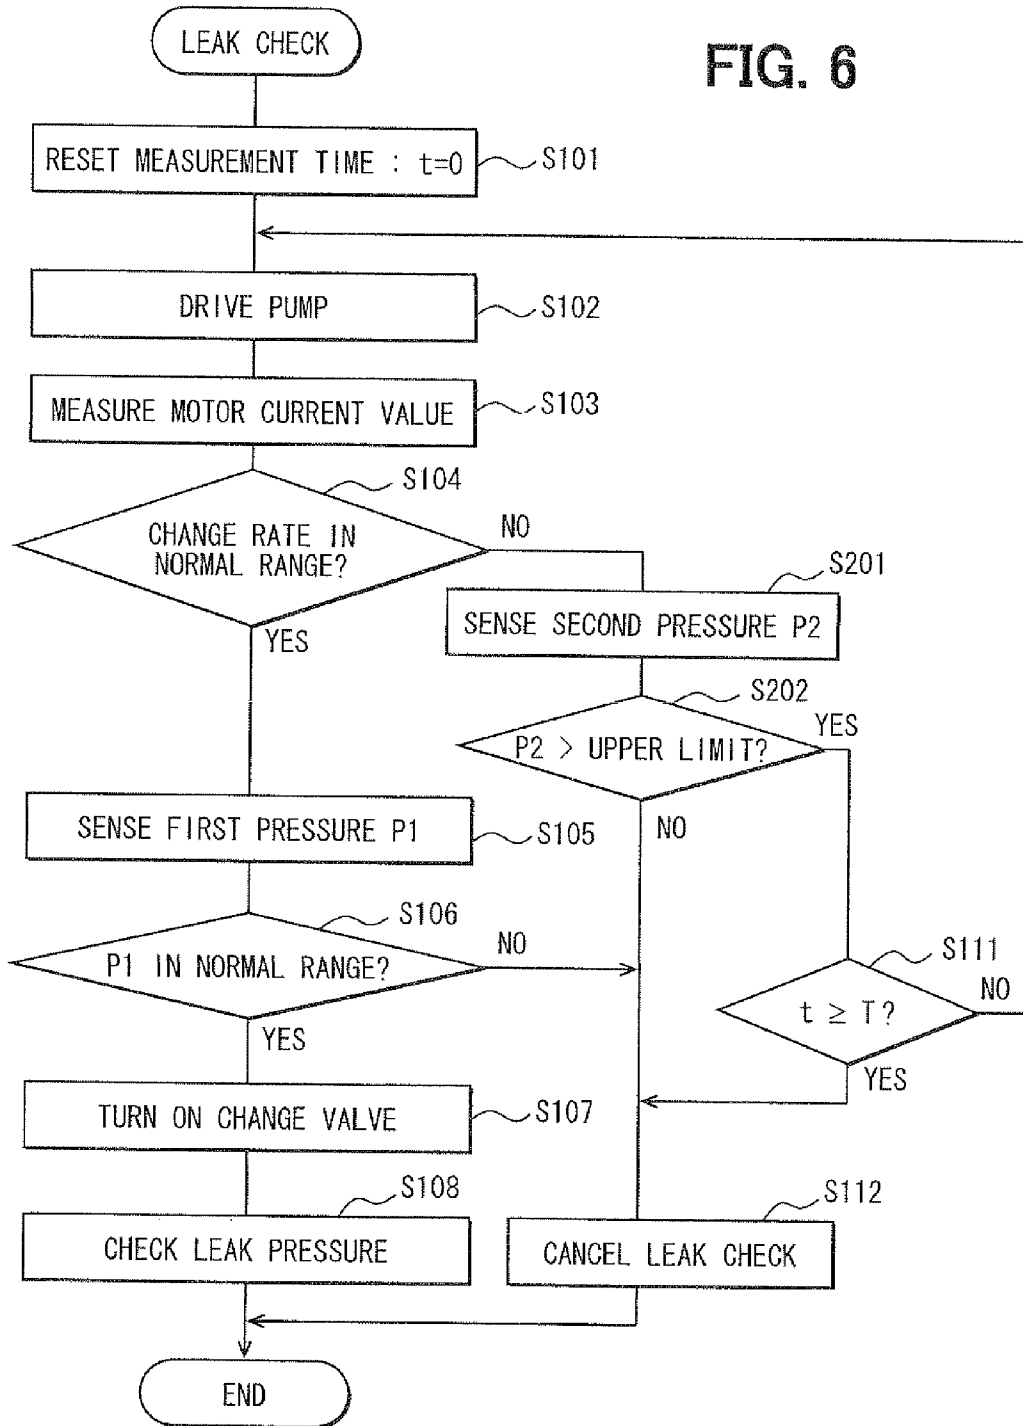 FIG. 6
LEAK CHECK
RESET MEASUREMENT TIME : t=0
S101
DRIVE PUMP
S102
MEASURE MOTOR CURRENT VALUE
S103
S104
CHANGE RATE IN
NORMAL RANGE?
NO
YES
S201
SENSE SECOND PRESSURE P2
S202
P2 > UPPER LIMIT?
YES
NO
SENSE FIRST PRESSURE P1
S105
S106
P1 IN NORMAL RANGE?
NO
YES
S111
t ≥ T?
NO
YES
TURN ON CHANGE VALVE
S107
S108
CHECK LEAK PRESSURE
S112
CANCEL LEAK CHECK
END